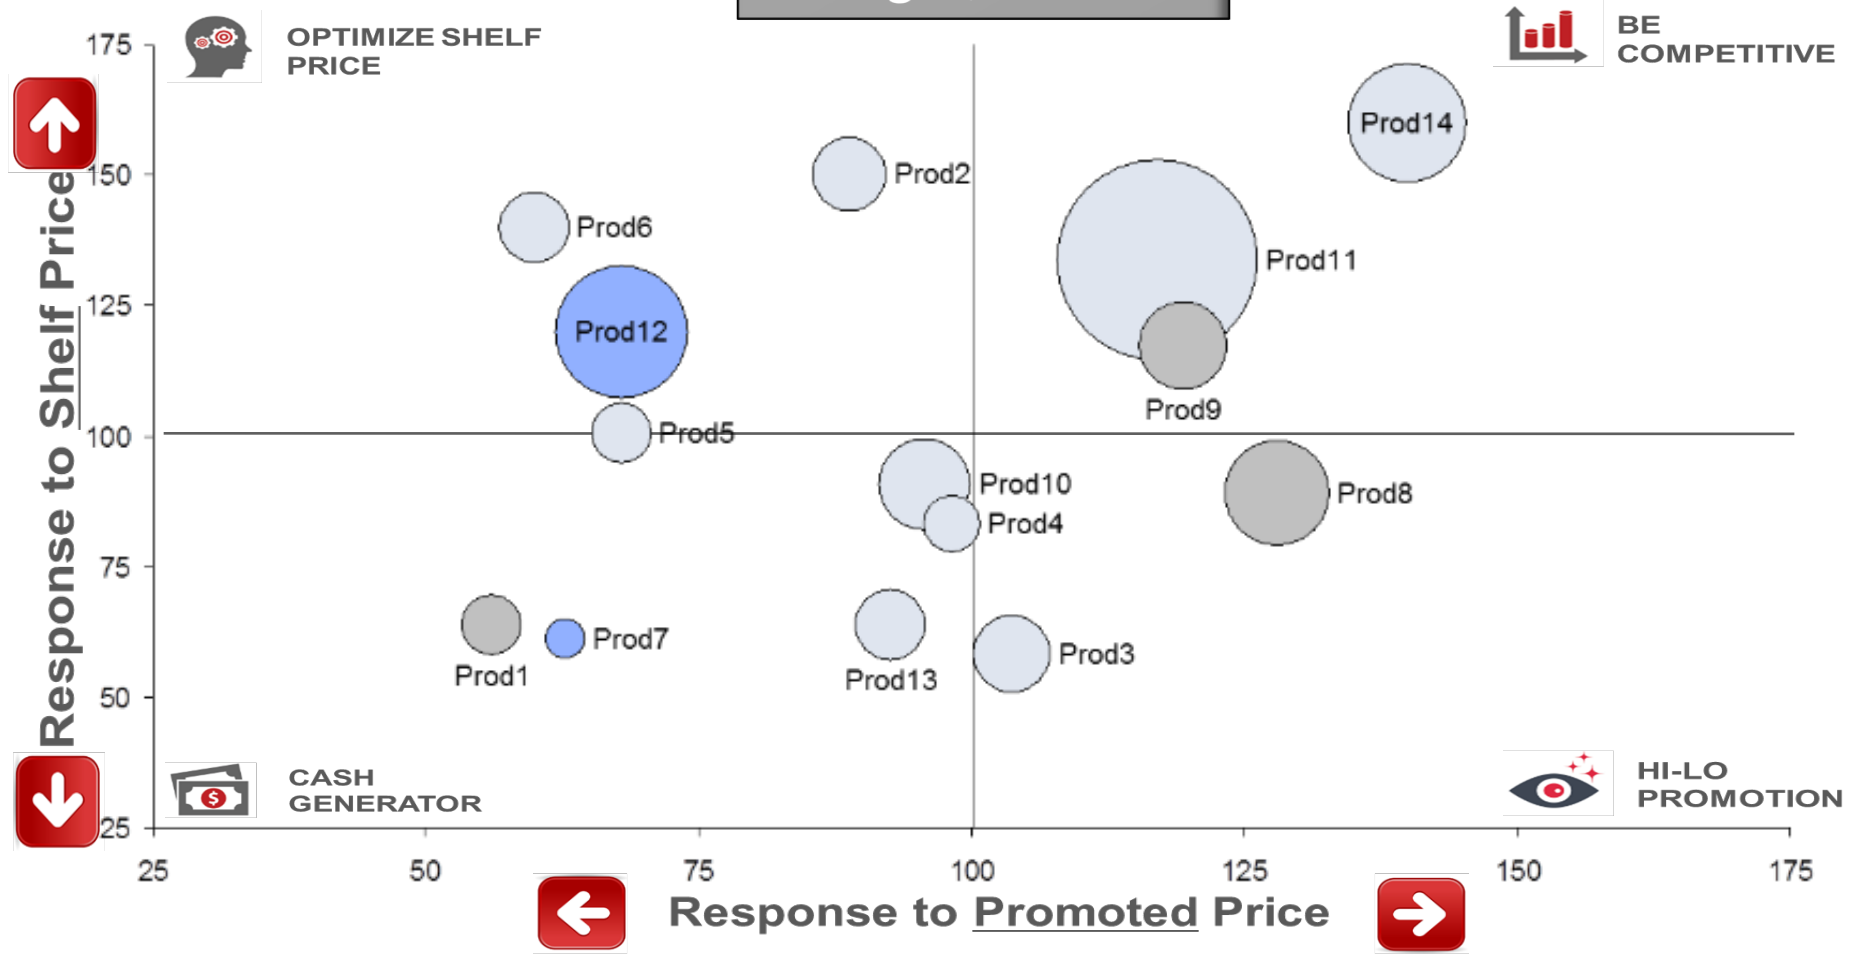 OPTIMIZE SHELF
PRICE
BE
COMPETITIVE
175
150
125
100
75
50
25
Response to Shelf Price
Prod14
Prod2
Prod6
Prod11
Prod12
Prod9
Prod5
Prod10
Prod8
Prod4
Prod7
Prod1
Prod13
Prod3
CASH
GENERATOR
$
HI-LO
PROMOTION
25
50
75
100
125
150
175
Response to Promoted Price